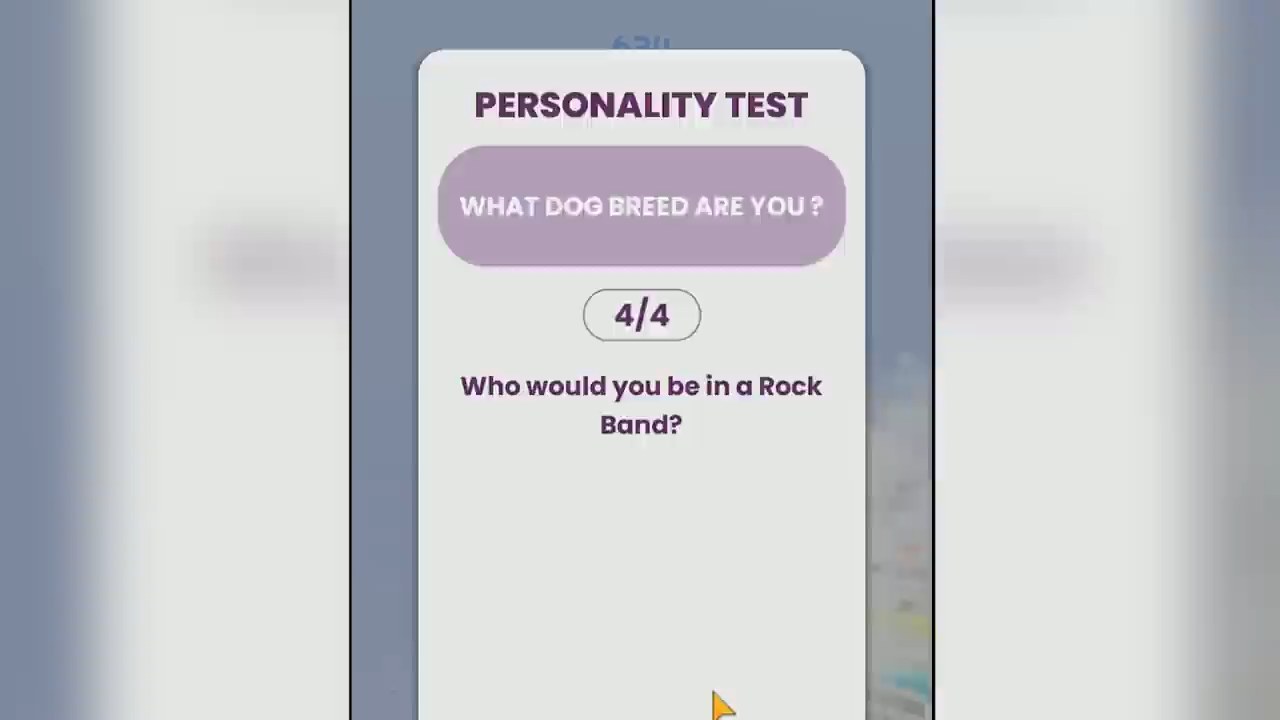 PERSONALITY TEST
WHAT DOG BREED ARE YOU ?
4/4
Who would you be in a Rock
Band?